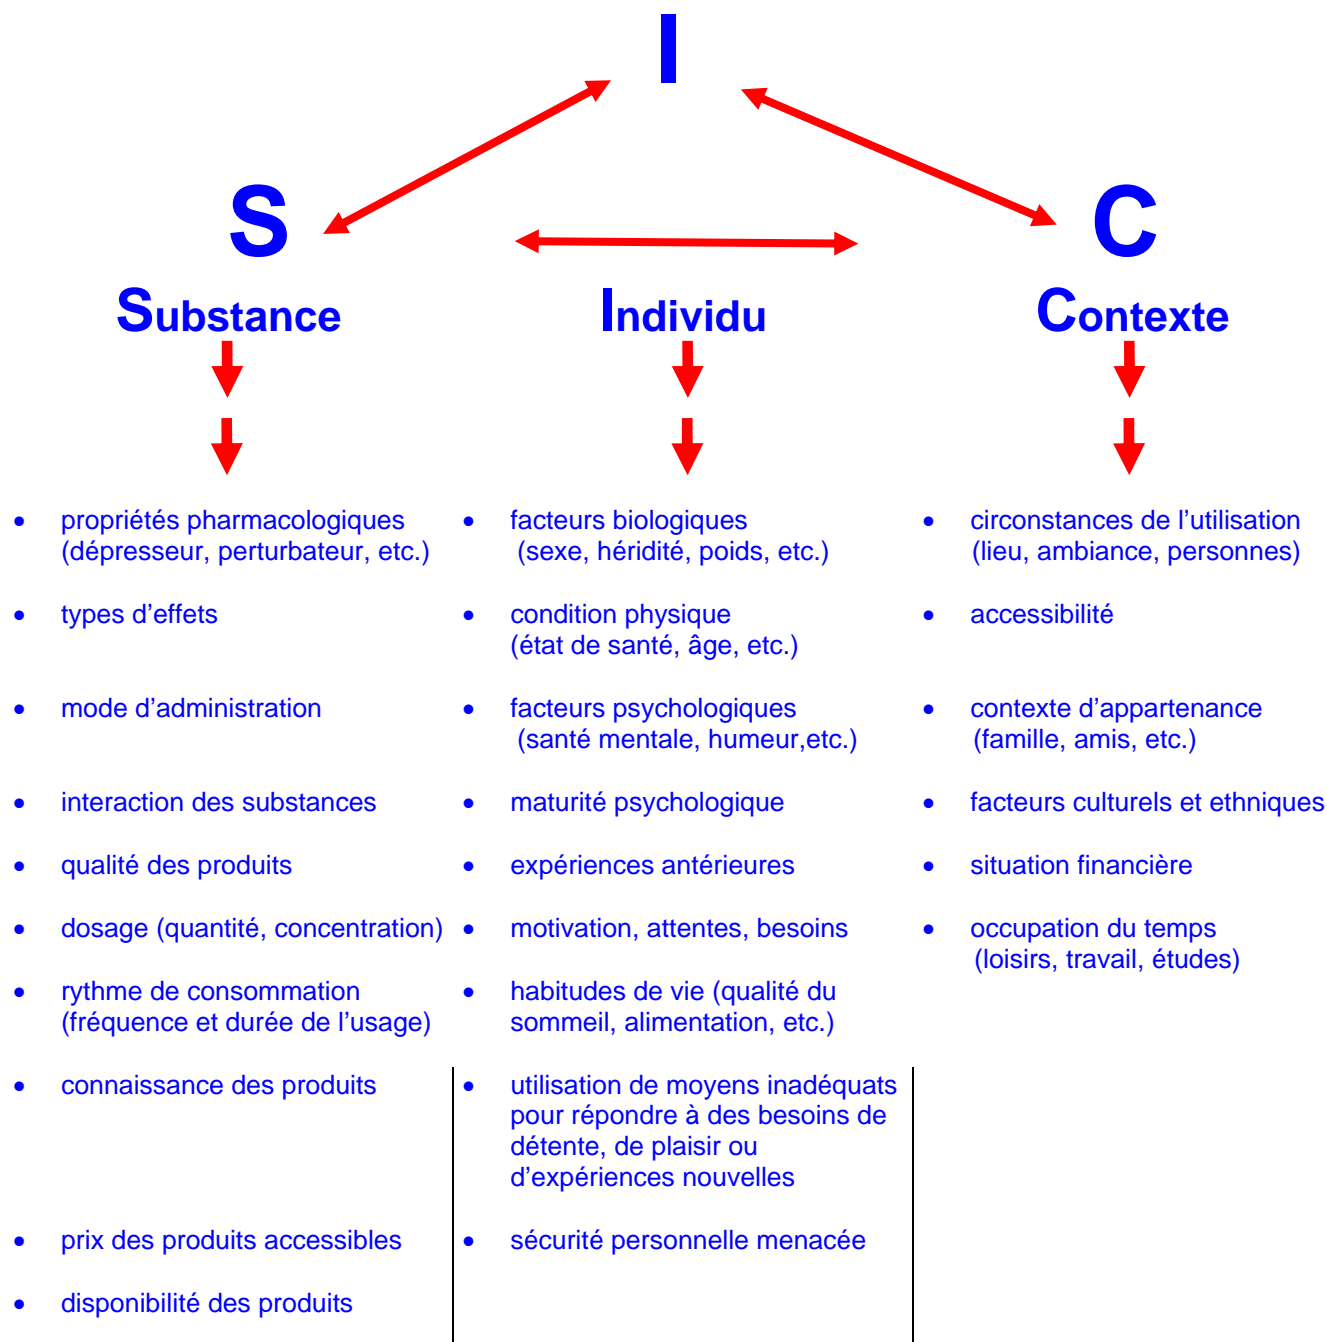 I
S
C
Substance
Individu
Contexte
• propriétés pharmacologiques
(dépresseur, perturbateur, etc.)
• types d’effets
• mode d’administration
• interaction des substances
• qualité des produits
• dosage (quantité, concentration)
• rythme de consommation
(fréquence et durée de l’usage)
• connaissance des produits
• prix des produits accessibles
• disponibilité des produits
• facteurs biologiques
(sexe, héridité, poids, etc.)
• condition physique
(état de santé, âge, etc.)
• facteurs psychologiques
(santé mentale, humeur,etc.)
• maturité psychologique
• expériences antérieures
• motivation, attentes, besoins
• habitudes de vie (qualité du
sommeil, alimentation, etc.)
• utilisation de moyens inadéquats
pour répondre à des besoins de
détente, de plaisir ou
d’expériences nouvelles
• sécurité personnelle menacée
• circonstances de l’utilisation
(lieu, ambiance, personnes)
• accessibilité
• contexte d’appartenance
(famille, amis, etc.)
• facteurs culturels et ethniques
• situation financière
• occupation du temps
(loisirs, travail, études)